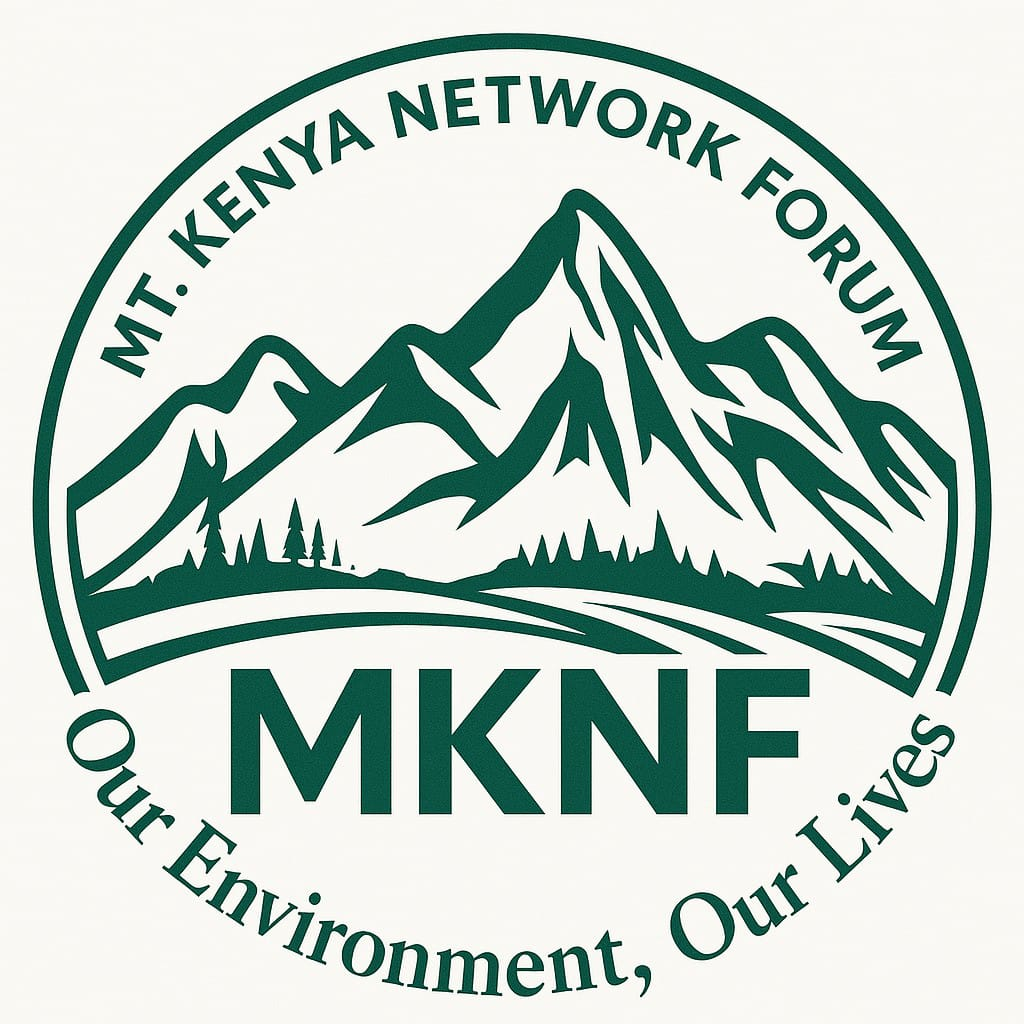 MT. KENYA NETWORK FORUM
MKNF
Our Environment, Our Lives